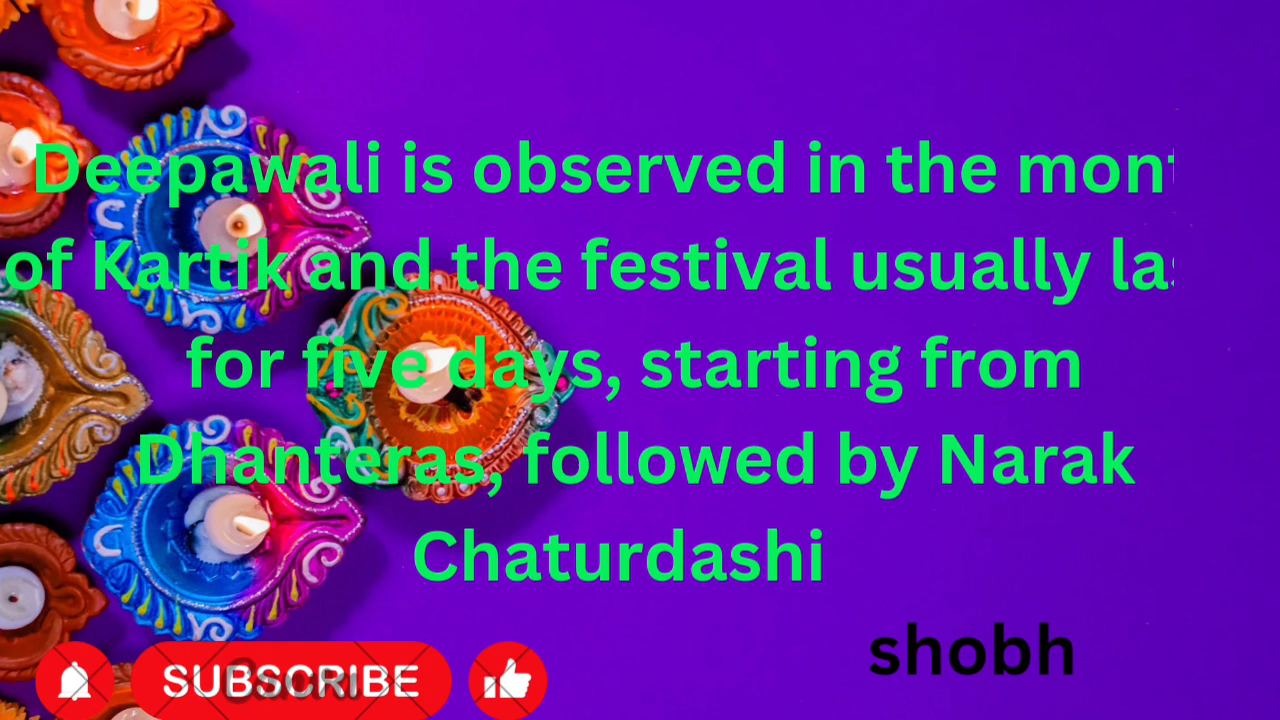 Deepawali is observed in the mont
of Kartik and the festival usually las
for five days, starting from
Dhanteras, followed by Narak
Chaturdashi
shobh
SUBSCRIBE